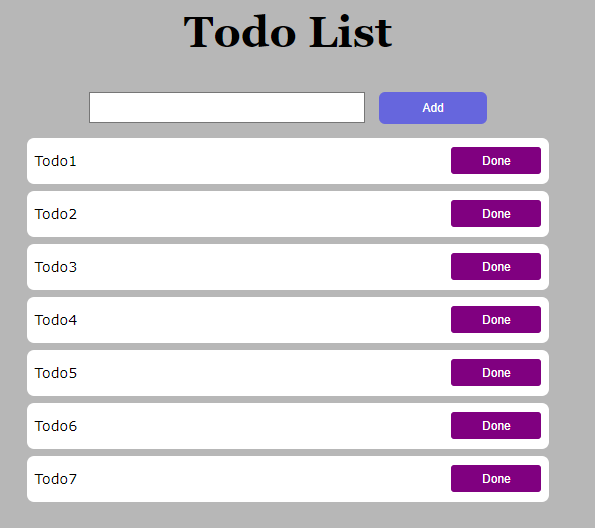 Todo List
Add
Todo1 Done
Todo2 Done
Todo3 Done
Todo4 Done
Todo5 Done
Todo6 Done
Todo7 Done